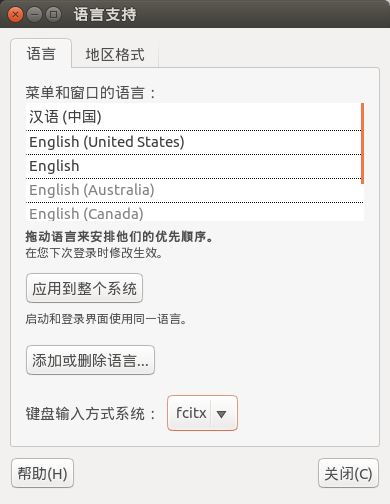 语言支持
语言
地区格式
菜单和窗口的语言：
汉语 (中国)
English (United States)
English
English (Australia)
English (Canada)
拖动语言来安排他们的优先顺序。
在您下次登录时修改生效。
应用到整个系统
启动和登录界面使用同一语言。
添加或删除语言...
键盘输入方式系统：
fcitx
帮助(H)
关闭(C)